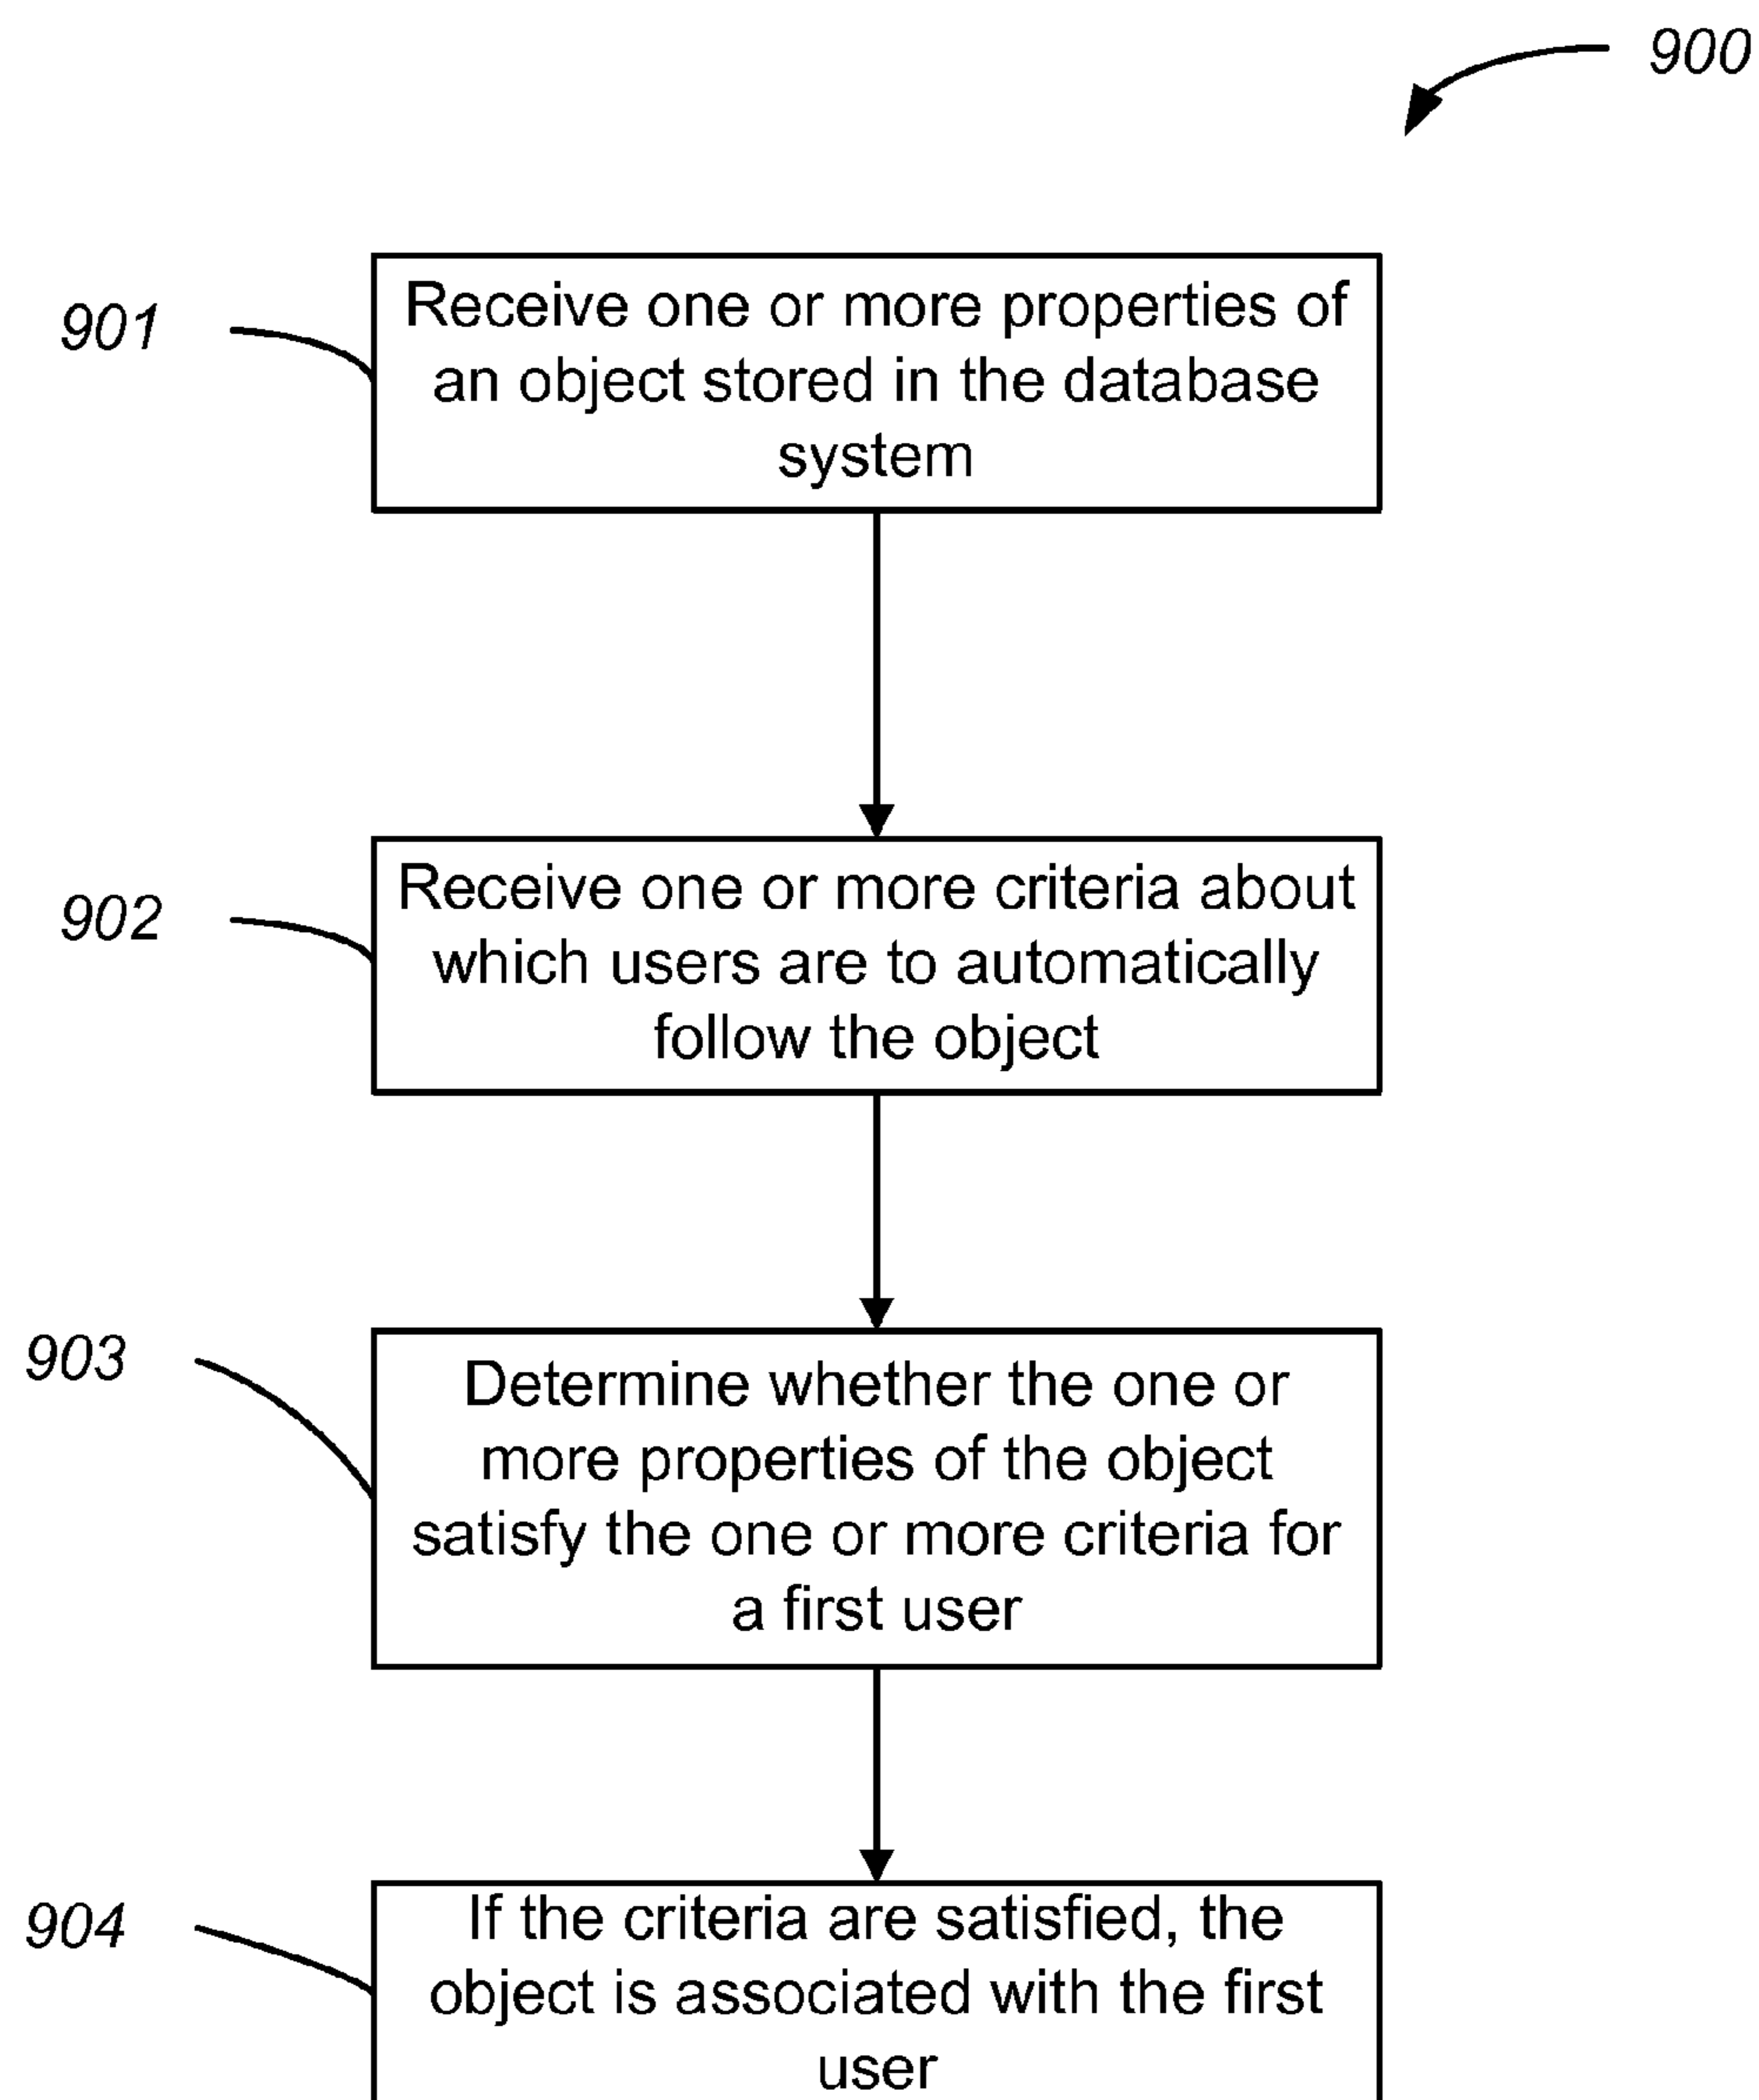 900
901
Receive one or more properties of
an object stored in the database
system
902
Receive one or more criteria about
which users are to automatically
follow the object
903
Determine whether the one or
more properties of the object
satisfy the one or more criteria for
a first user
904
If the criteria are satisfied, the
object is associated with the first
user